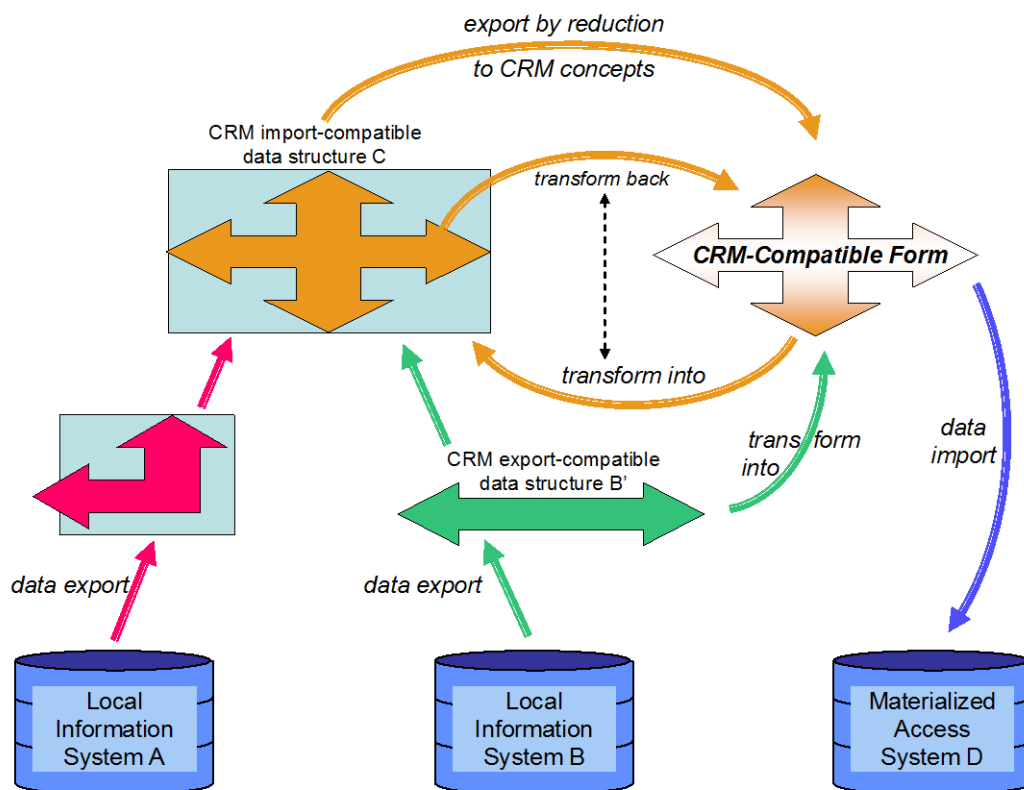 export by reduction
to CRM concepts
CRM import-compatible
data structure C
transform back
CRM-Compatible Form
transform into
CRM export-compatible
data structure B’
transform
into
data
import
data export
data export
Local
Information
System A
Local
Information
System B
Materialized
Access
System D